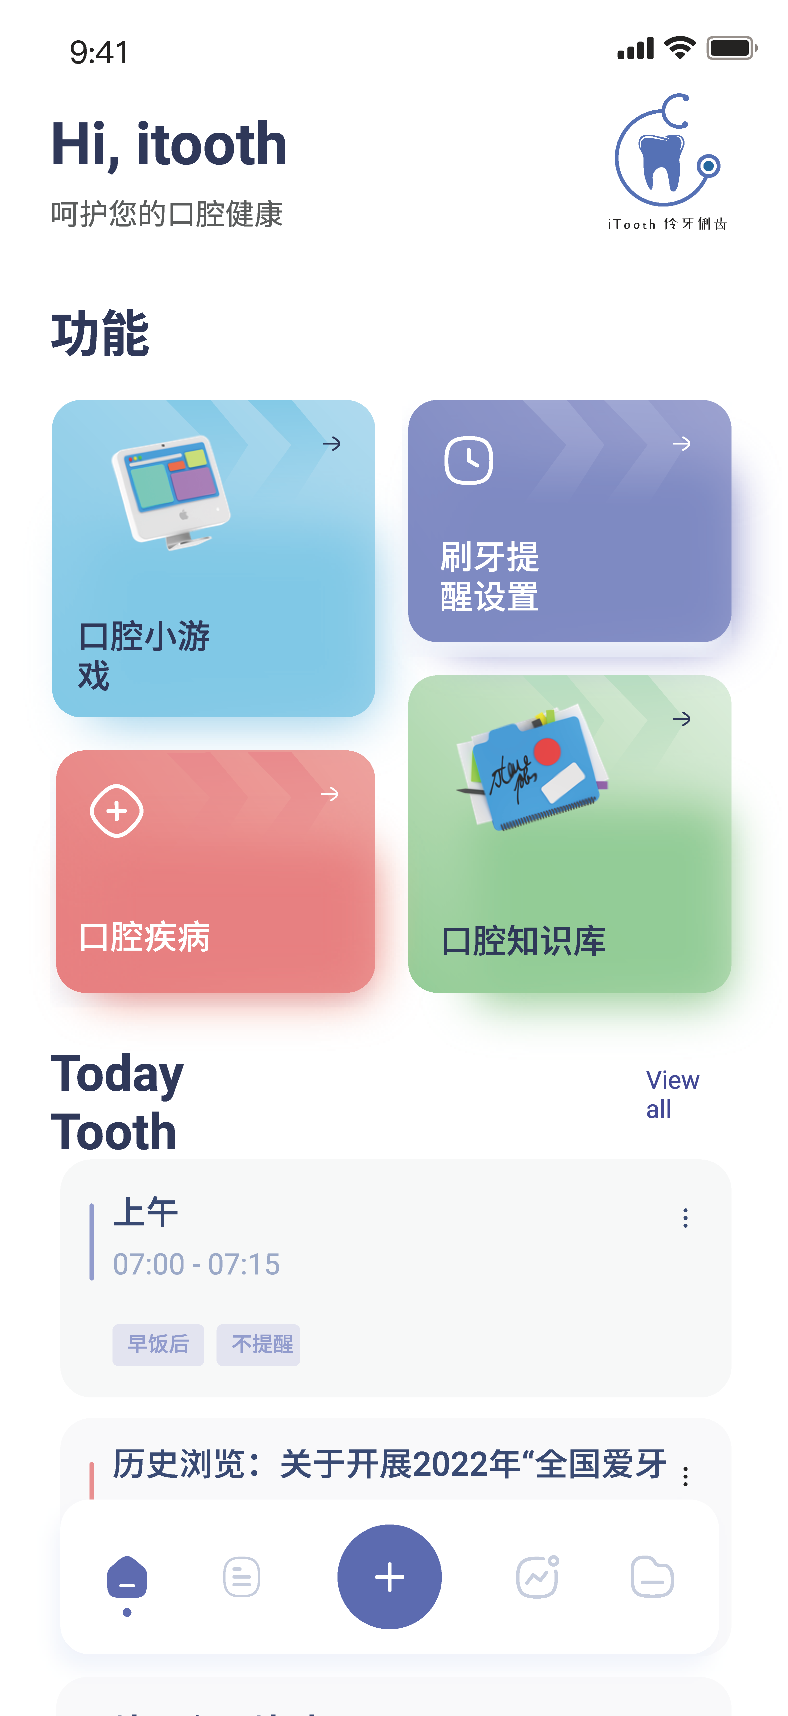 9:41
Hi, itooth
呵护您的口腔健康
iTooth 伶牙俐齿
功能
口腔小游
戏
刷牙提
醒设置
口腔疾病
口腔知识库
Today
Tooth
View
all
上午
07:00 - 07:15
早饭后
不提醒
历史浏览：关于开展2022年“全国爱牙